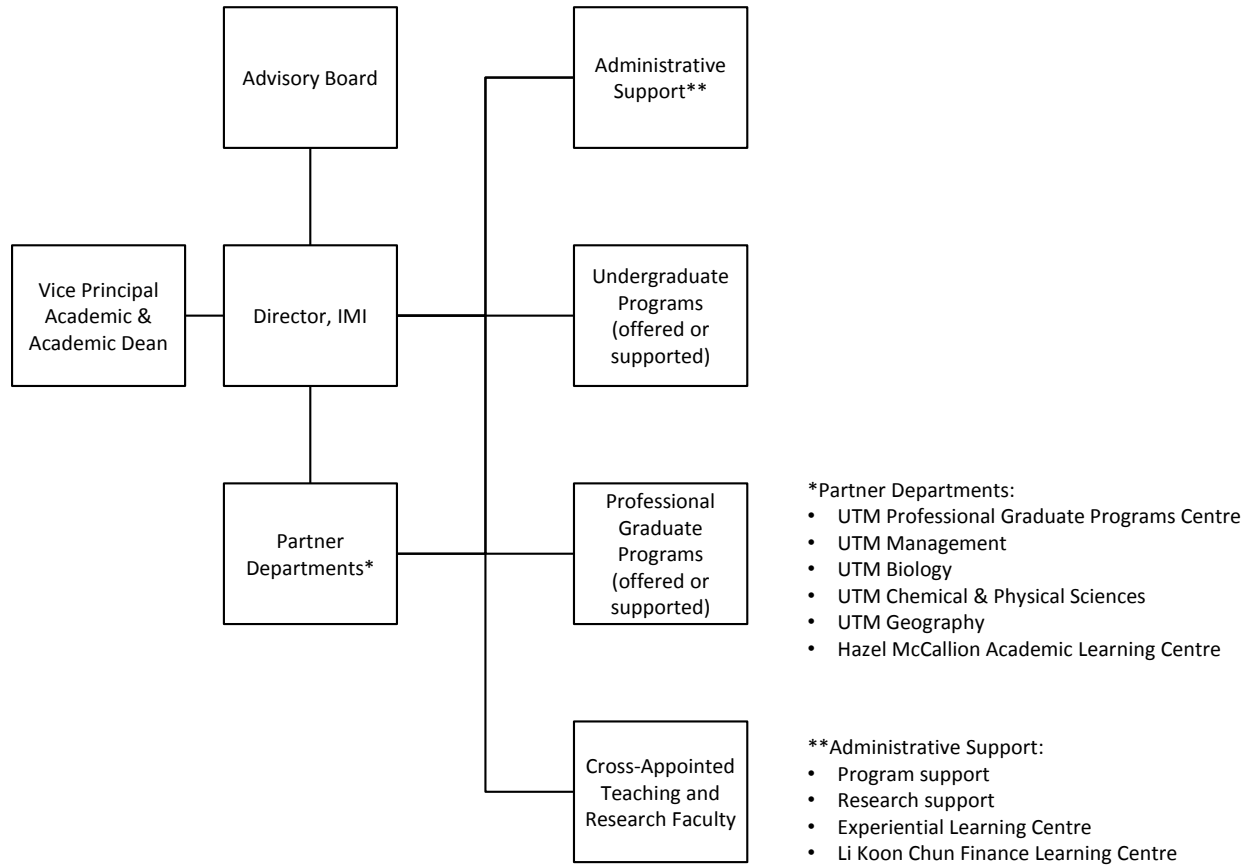 Advisory Board
Administrative
Support**
Vice Principal
Academic &
Academic Dean
Director, IMI
Undergraduate
Programs
(offered or
supported)
Partner
Departments*
Professional
Graduate
Programs
(offered or
supported)
*Partner Departments:
• UTM Professional Graduate Programs Centre
• UTM Management
• UTM Biology
• UTM Chemical & Physical Sciences
• UTM Geography
• Hazel McCallion Academic Learning Centre
Cross-Appointed
Teaching and
Research Faculty
**Administrative Support:
• Program support
• Research support
• Experiential Learning Centre
• Li Koon Chun Finance Learning Centre